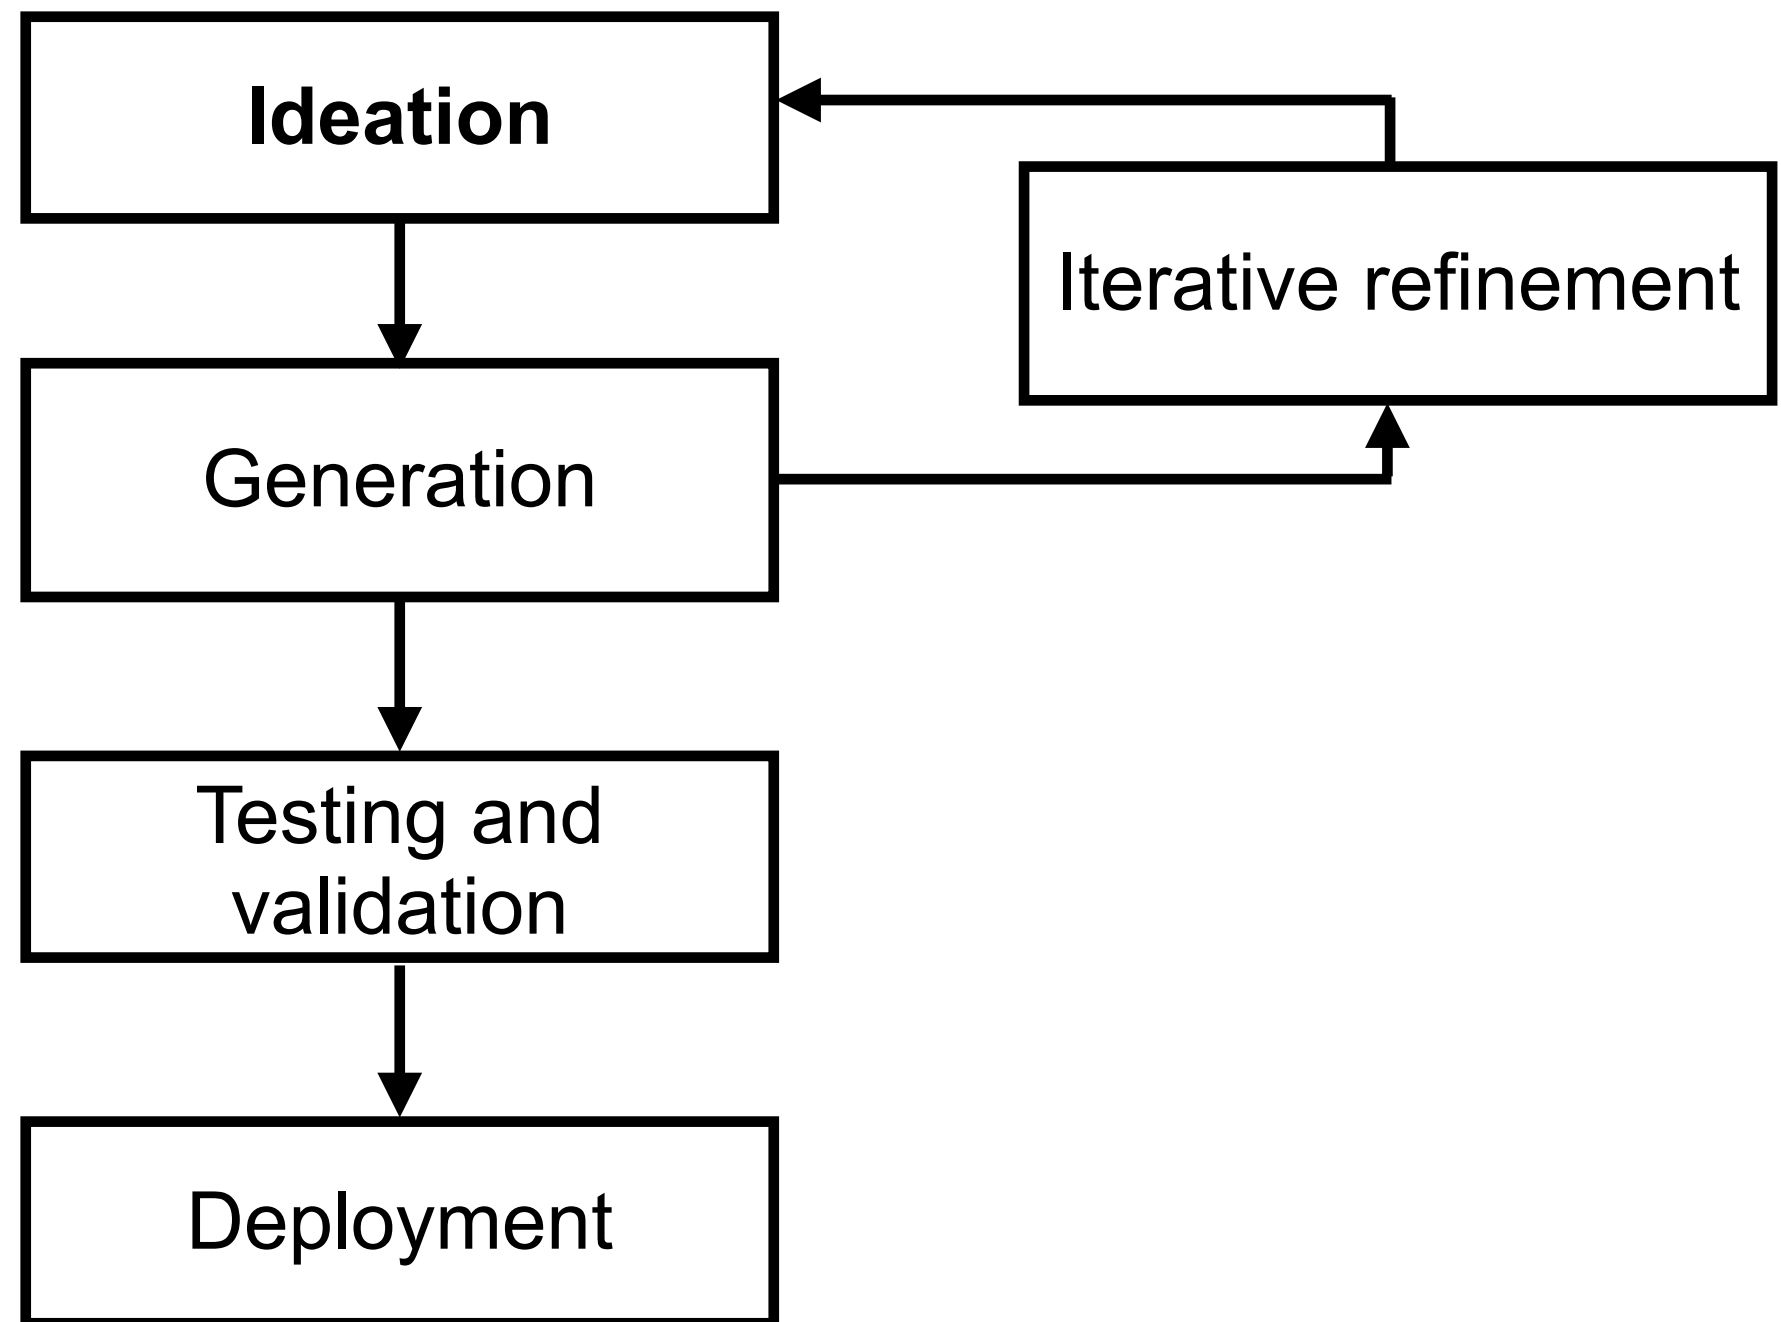 Ideation
Iterative refinement
Generation
Testing and
validation
Deployment